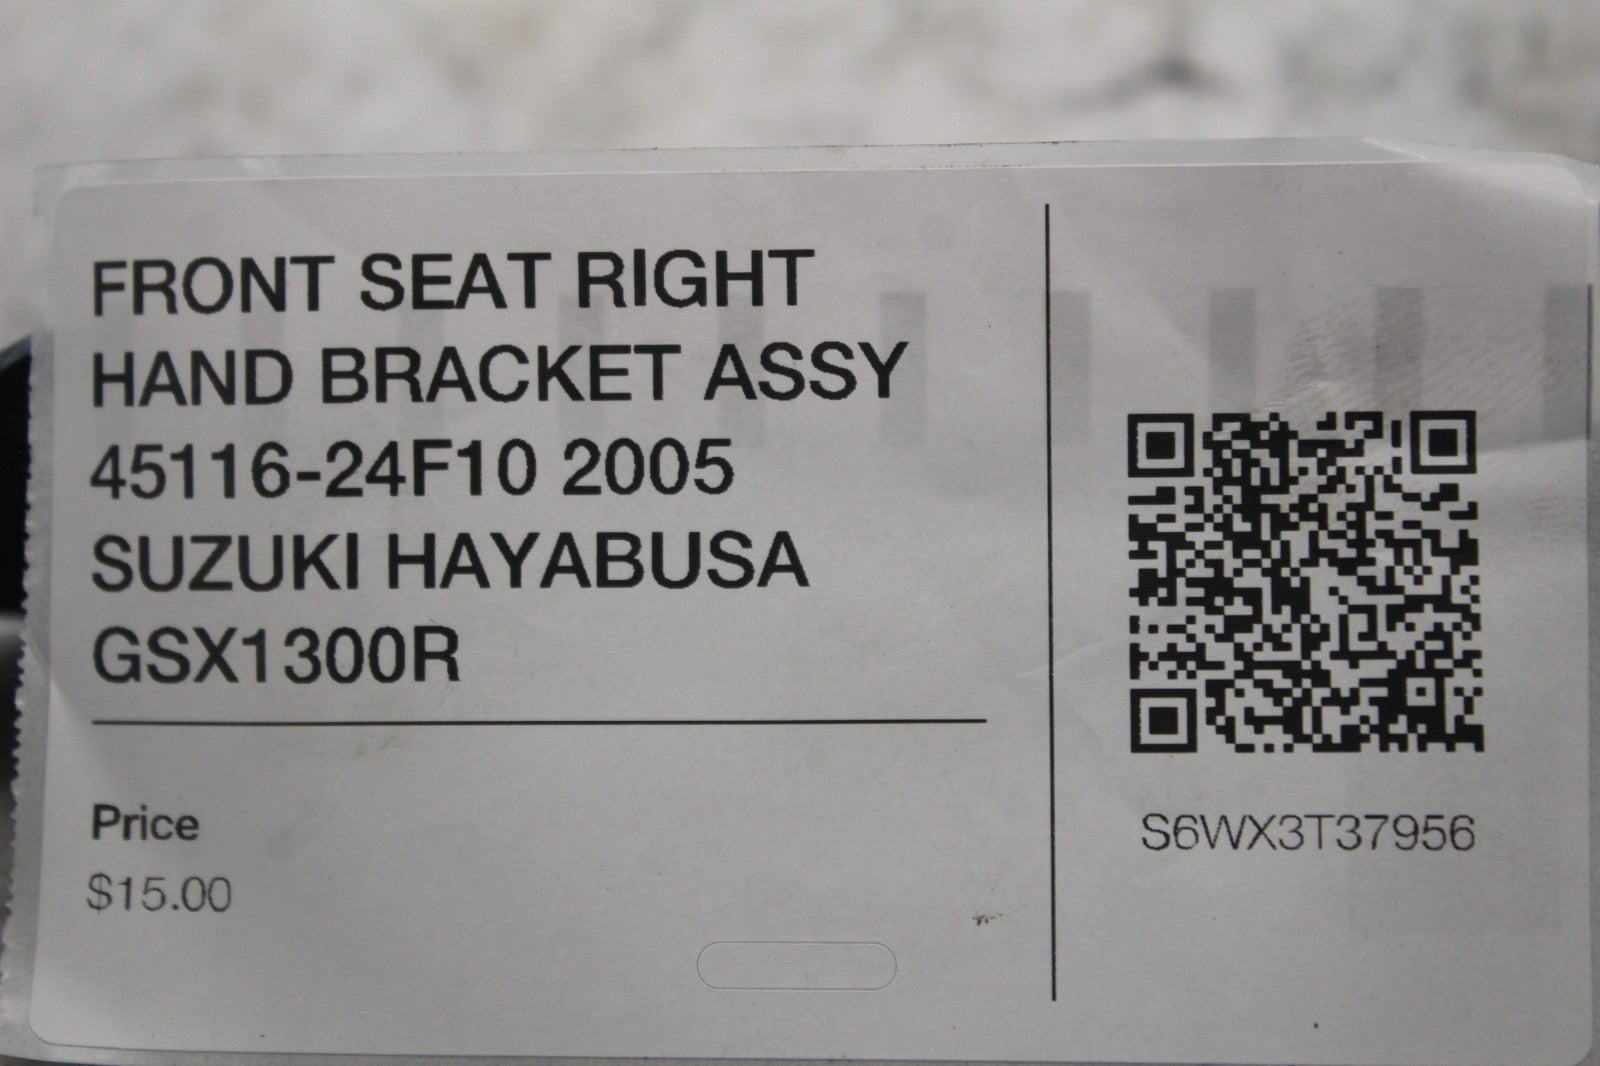 FRONT SEAT RIGHT
HAND BRACKET ASSY
45116-24F10 2005
SUZUKI HAYABUSA
GSX1300R
Price
$15.00
S6WX3T37956